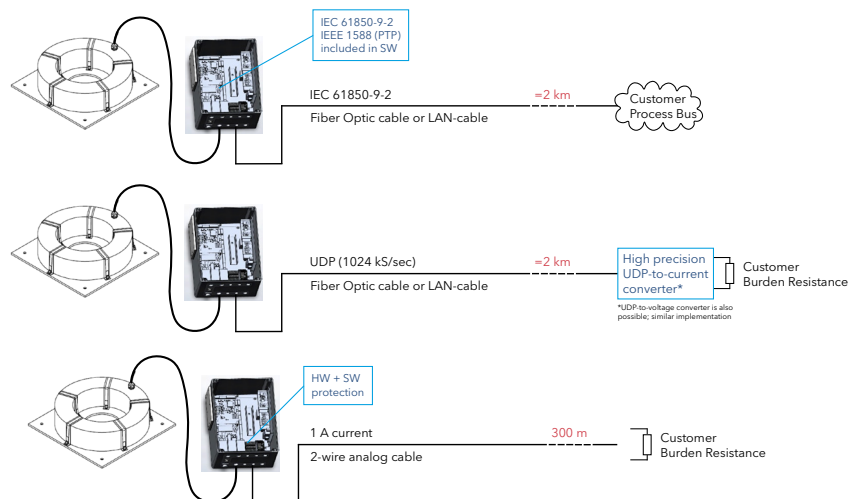 IEC 61850-9-2
IEEE 1588 (PTP)
included in SW
IEC 61850-9-2
=2 km
Fiber Optic cable or LAN-cable
Customer
Process Bus
UDP (1024 kS/sec)
=2 km
Fiber Optic cable or LAN-cable
High precision
UDP-to-current
converter*
Customer
Burden Resistance
*UDP-to-voltage converter is also
possible; similar implementation
HW + SW
protection
1 A current
300 m
2-wire analog cable
Customer
Burden Resistance